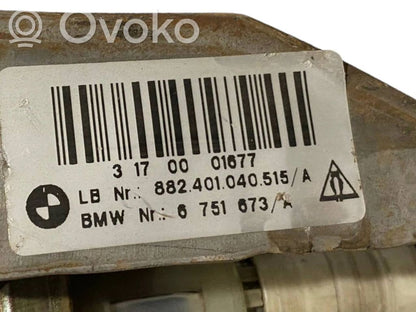 Ovoko
3 17 00 01677
LB Nr.: 882.401.040.515/A
BMW Nr.: 6 751 673/A